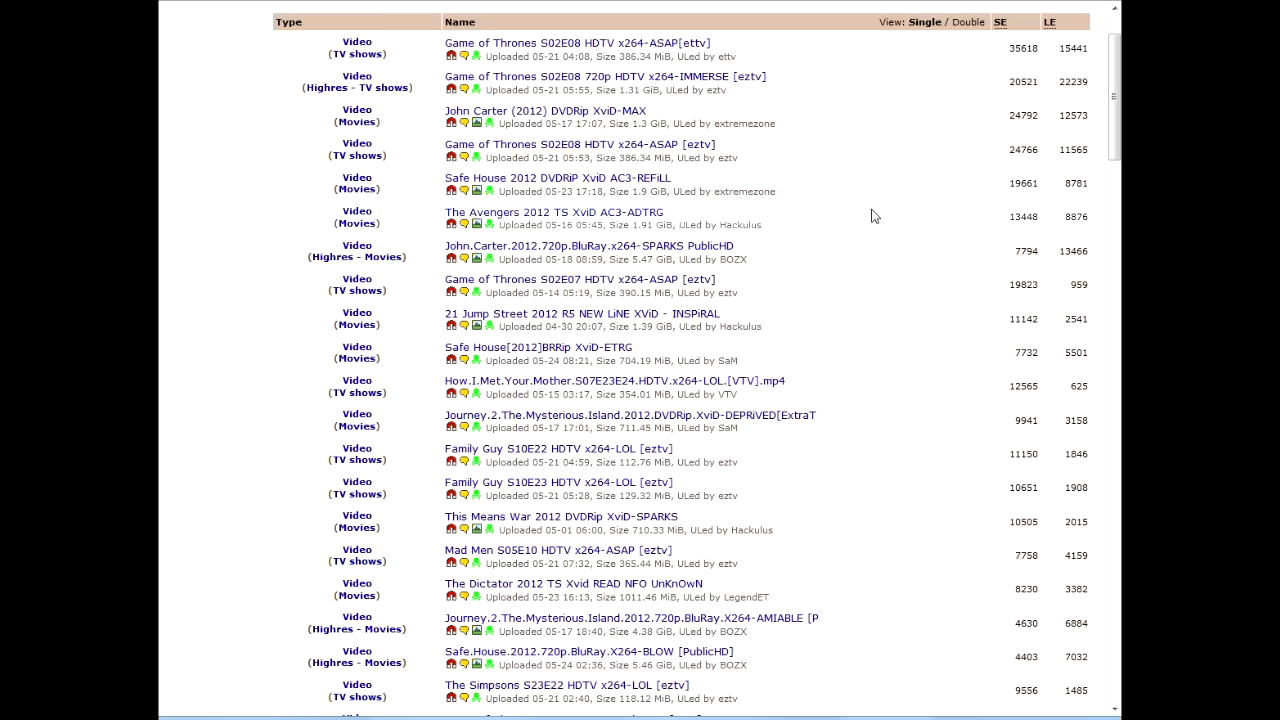 Type Name View: Single / Double SE LE
Video Game of Thrones S02E08 HDTV x264-ASAP[ettv] 35618 15441
(TV shows) Uploaded 05-21 04:08, Size 386.34 MiB, ULed by ettv
Video Game of Thrones S02E08 720p HDTV x264-IMMERSE [eztv] 20521 22239
(Highres - TV shows) Uploaded 05-21 05:55, Size 1.31 GiB, ULed by eztv
Video John Carter (2012) DVDRip XviD-MAX 24792 12573
(Movies) Uploaded 05-17 17:07, Size 1.3 GiB, ULed by extremezone
Video Game of Thrones S02E08 HDTV x264-ASAP [eztv] 24766 11565
(TV shows) Uploaded 05-21 05:53, Size 386.34 MiB, ULed by eztv
Video Safe House 2012 DVDRiP XviD AC3-REFiLL 19661 8781
(Movies) Uploaded 05-23 17:18, Size 1.9 GiB, ULed by extremezone
Video The Avengers 2012 TS XviD AC3-ADTRG 13448 8876
(Movies) Uploaded 05-16 05:45, Size 1.91 GiB, ULed by Hackulus
Video John.Carter.2012.720p.BluRay.x264-SPARKS PublicHD 7794 13466
(Highres - Movies) Uploaded 05-18 08:59, Size 5.47 GiB, ULed by BOZX
Video Game of Thrones S02E07 HDTV x264-ASAP [eztv] 19823 959
(TV shows) Uploaded 05-14 05:19, Size 390.15 MiB, ULed by eztv
Video 21 Jump Street 2012 R5 NEW LiNE XViD - INSPiRAL 11142 2541
(Movies) Uploaded 04-30 20:07, Size 1.39 GiB, ULed by Hackulus
Video Safe House[2012]BRRip XviD-ETRG 7732 5501
(Movies) Uploaded 05-24 08:21, Size 704.19 MiB, ULed by SaM
Video How.I.Met.Your.Mother.S07E23E24.HDTV.x264-LOL.[VTV].mp4 12565 625
(TV shows) Uploaded 05-15 03:17, Size 354.01 MiB, ULed by VTV
Video Journey.2.The.Mysterious.Island.2012.DVDRip.XviD-DEPRiVED[ExtraT 9941 3158
(Movies) Uploaded 05-17 17:01, Size 711.45 MiB, ULed by SaM
Video Family Guy S10E22 HDTV x264-LOL [eztv] 11150 1846
(TV shows) Uploaded 05-21 04:59, Size 112.76 MiB, ULed by eztv
Video Family Guy S10E23 HDTV x264-LOL [eztv] 10651 1908
(TV shows) Uploaded 05-21 05:28, Size 129.32 MiB, ULed by eztv
Video This Means War 2012 DVDRip XviD-SPARKS 10505 2015
(Movies) Uploaded 05-01 06:00, Size 710.33 MiB, ULed by Hackulus
Video Mad Men S05E10 HDTV x264-ASAP [eztv] 7758 4159
(TV shows) Uploaded 05-21 07:32, Size 365.44 MiB, ULed by eztv
Video The Dictator 2012 TS Xvid READ NFO UnKnOwN 8230 3382
(Movies) Uploaded 05-23 16:13, Size 1011.46 MiB, ULed by LegendET
Video Journey.2.The.Mysterious.Island.2012.720p.BluRay.X264-AMIABLE [P 4630 6884
(Highres - Movies) Uploaded 05-17 18:40, Size 4.38 GiB, ULed by BOZX
Video Safe.House.2012.720p.BluRay.X264-BLOW [PublicHD] 4403 7032
(Highres - Movies) Uploaded 05-24 02:36, Size 5.46 GiB, ULed by BOZX
Video The Simpsons S23E22 HDTV x264-LOL [eztv] 9556 1485
(TV shows) Uploaded 05-21 02:40, Size 118.12 MiB, ULed by eztv